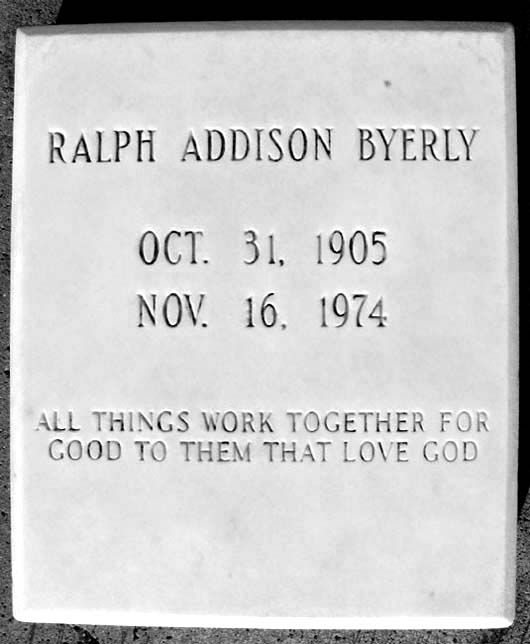 RALPH ADDISON BYERLY
OCT. 31, 1905
NOV. 16, 1974
ALL THINGS WORK TOGETHER FOR
GOOD TO THEM THAT LOVE GOD